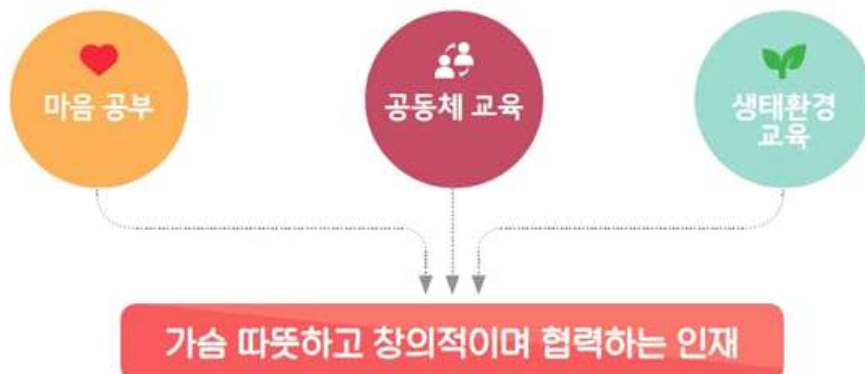 마음 공부
공동체 교육
생태환경
교육
가슴 따뜻하고 창의적이며 협력하는 인재